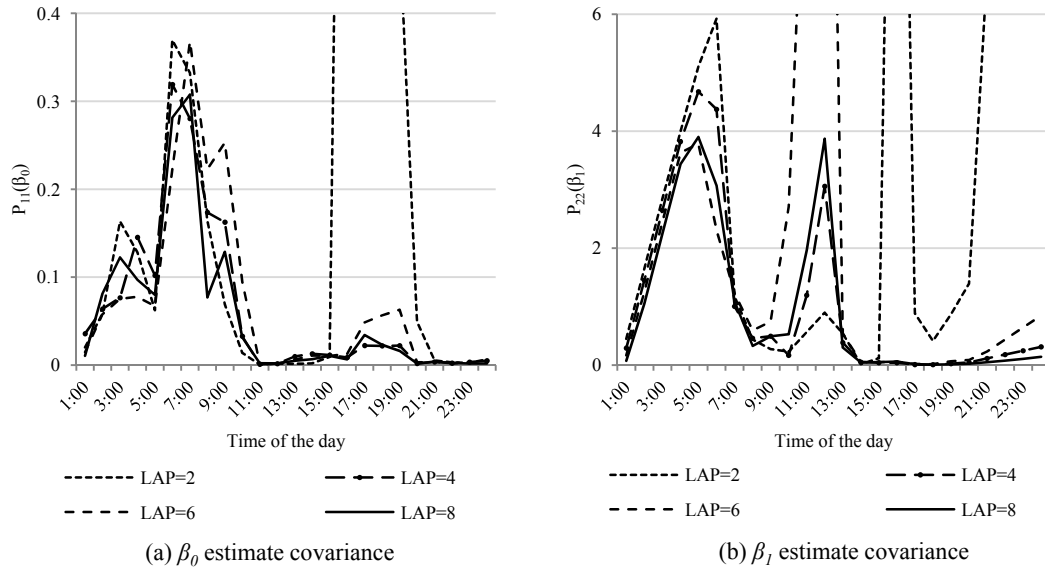 0.4
0.3
0.2
0.1
0
P11(β0)
1:00
3:00
5:00
7:00
9:00
11:00
13:00
15:00
17:00
19:00
21:00
23:00
Time of the day
LAP=2
LAP=4
LAP=6
LAP=8
(a) β0 estimate covariance
6
4
2
0
P22(β1)
1:00
3:00
5:00
7:00
9:00
11:00
13:00
15:00
17:00
19:00
21:00
23:00
Time of the day
LAP=2
LAP=4
LAP=6
LAP=8
(b) β1 estimate covariance